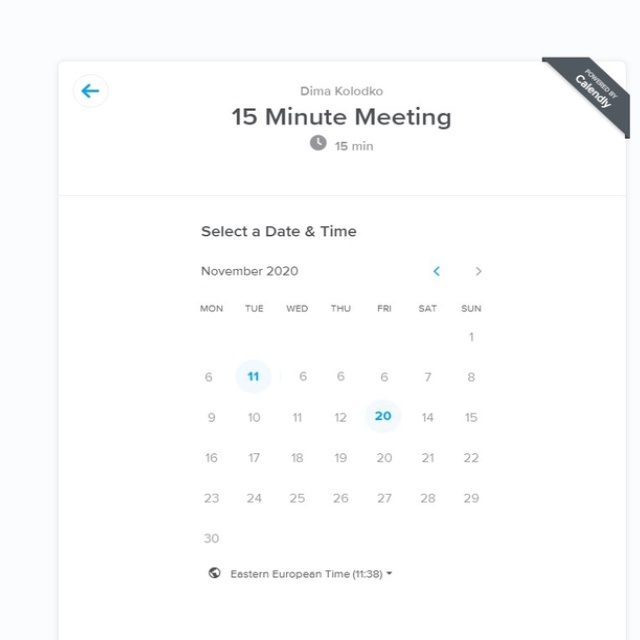 POWERED BY
Calendly
Dima Kolodko
15 Minute Meeting
15 min
Select a Date & Time
November 2020
MON TUE WED THU FRI SAT SUN
1
6 11 6 6 6 7 8
9 10 11 12 20 14 15
16 17 18 19 20 21 22
23 24 25 26 27 28 29
30
Eastern European Time (11:38)